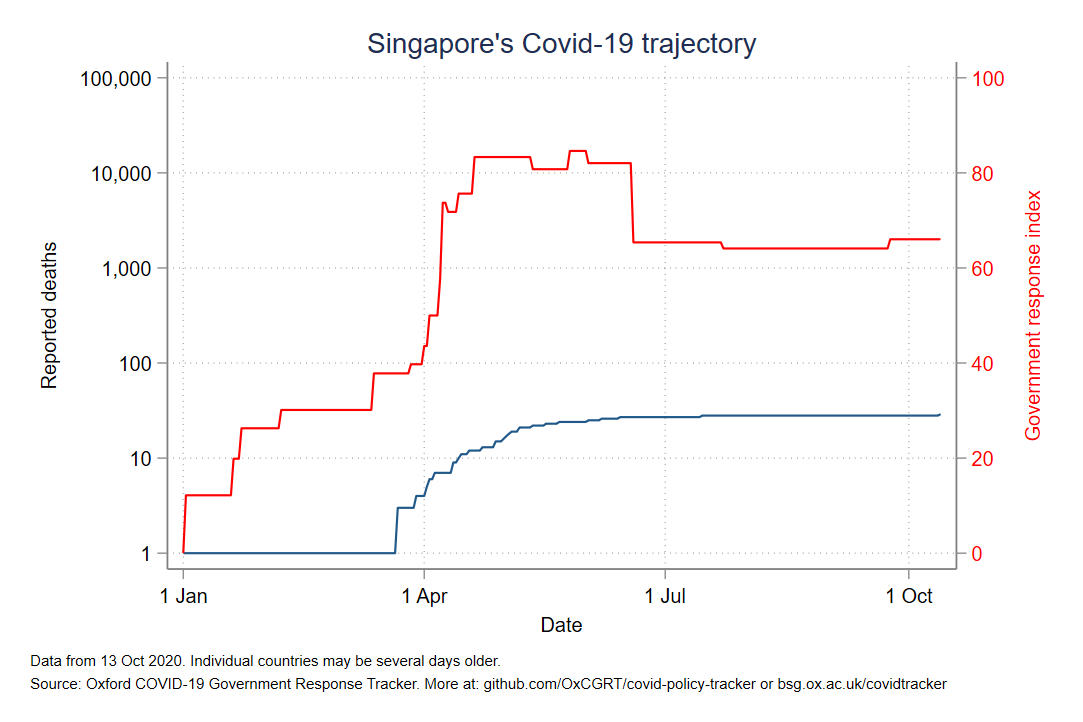 Singapore's Covid-19 trajectory
100,000
10,000
1,000
100
10
1
Reported deaths
100
80
60
40
20
0
Government response index
1 Jan
1 Apr
1 Jul
1 Oct
Date
Data from 13 Oct 2020. Individual countries may be several days older.
Source: Oxford COVID-19 Government Response Tracker. More at: github.com/OxCGRT/covid-policy-tracker or bsg.ox.ac.uk/covidtracker